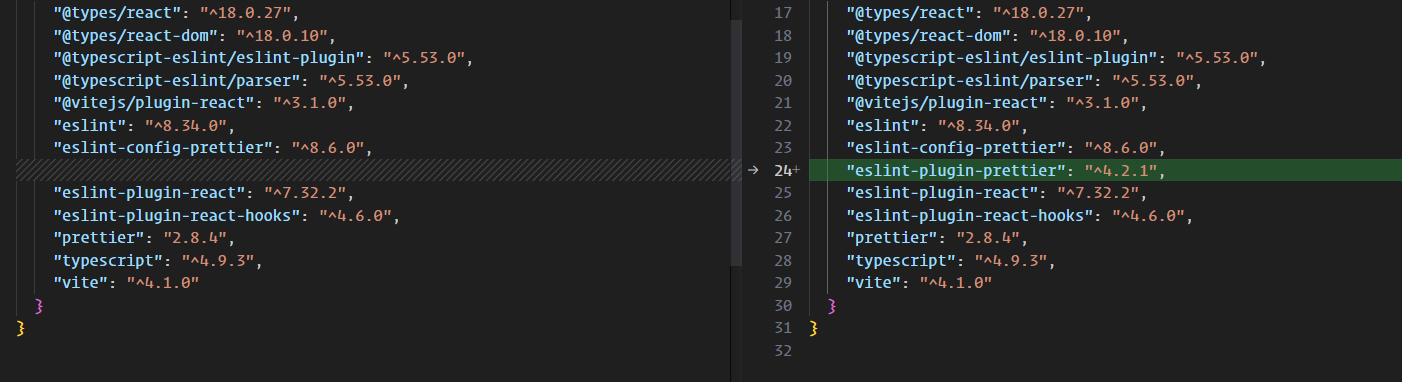 "@types/react": "^18.0.27",
"@types/react-dom": "^18.0.10",
"@typescript-eslint/eslint-plugin": "^5.53.0",
"@typescript-eslint/parser": "^5.53.0",
"@vitejs/plugin-react": "^3.1.0",
"eslint": "^8.34.0",
"eslint-config-prettier": "^8.6.0",
"eslint-plugin-react": "^7.32.2",
"eslint-plugin-react-hooks": "^4.6.0",
"prettier": "2.8.4",
"typescript": "^4.9.3",
"vite": "^4.1.0"
}
}
17 "@types/react": "^18.0.27",
18 "@types/react-dom": "^18.0.10",
19 "@typescript-eslint/eslint-plugin": "^5.53.0",
20 "@typescript-eslint/parser": "^5.53.0",
21 "@vitejs/plugin-react": "^3.1.0",
22 "eslint": "^8.34.0",
23 "eslint-config-prettier": "^8.6.0",
→ 24+ "eslint-plugin-prettier": "^4.2.1",
25 "eslint-plugin-react": "^7.32.2",
26 "eslint-plugin-react-hooks": "^4.6.0",
27 "prettier": "2.8.4",
28 "typescript": "^4.9.3",
29 "vite": "^4.1.0"
30 }
31 }
32